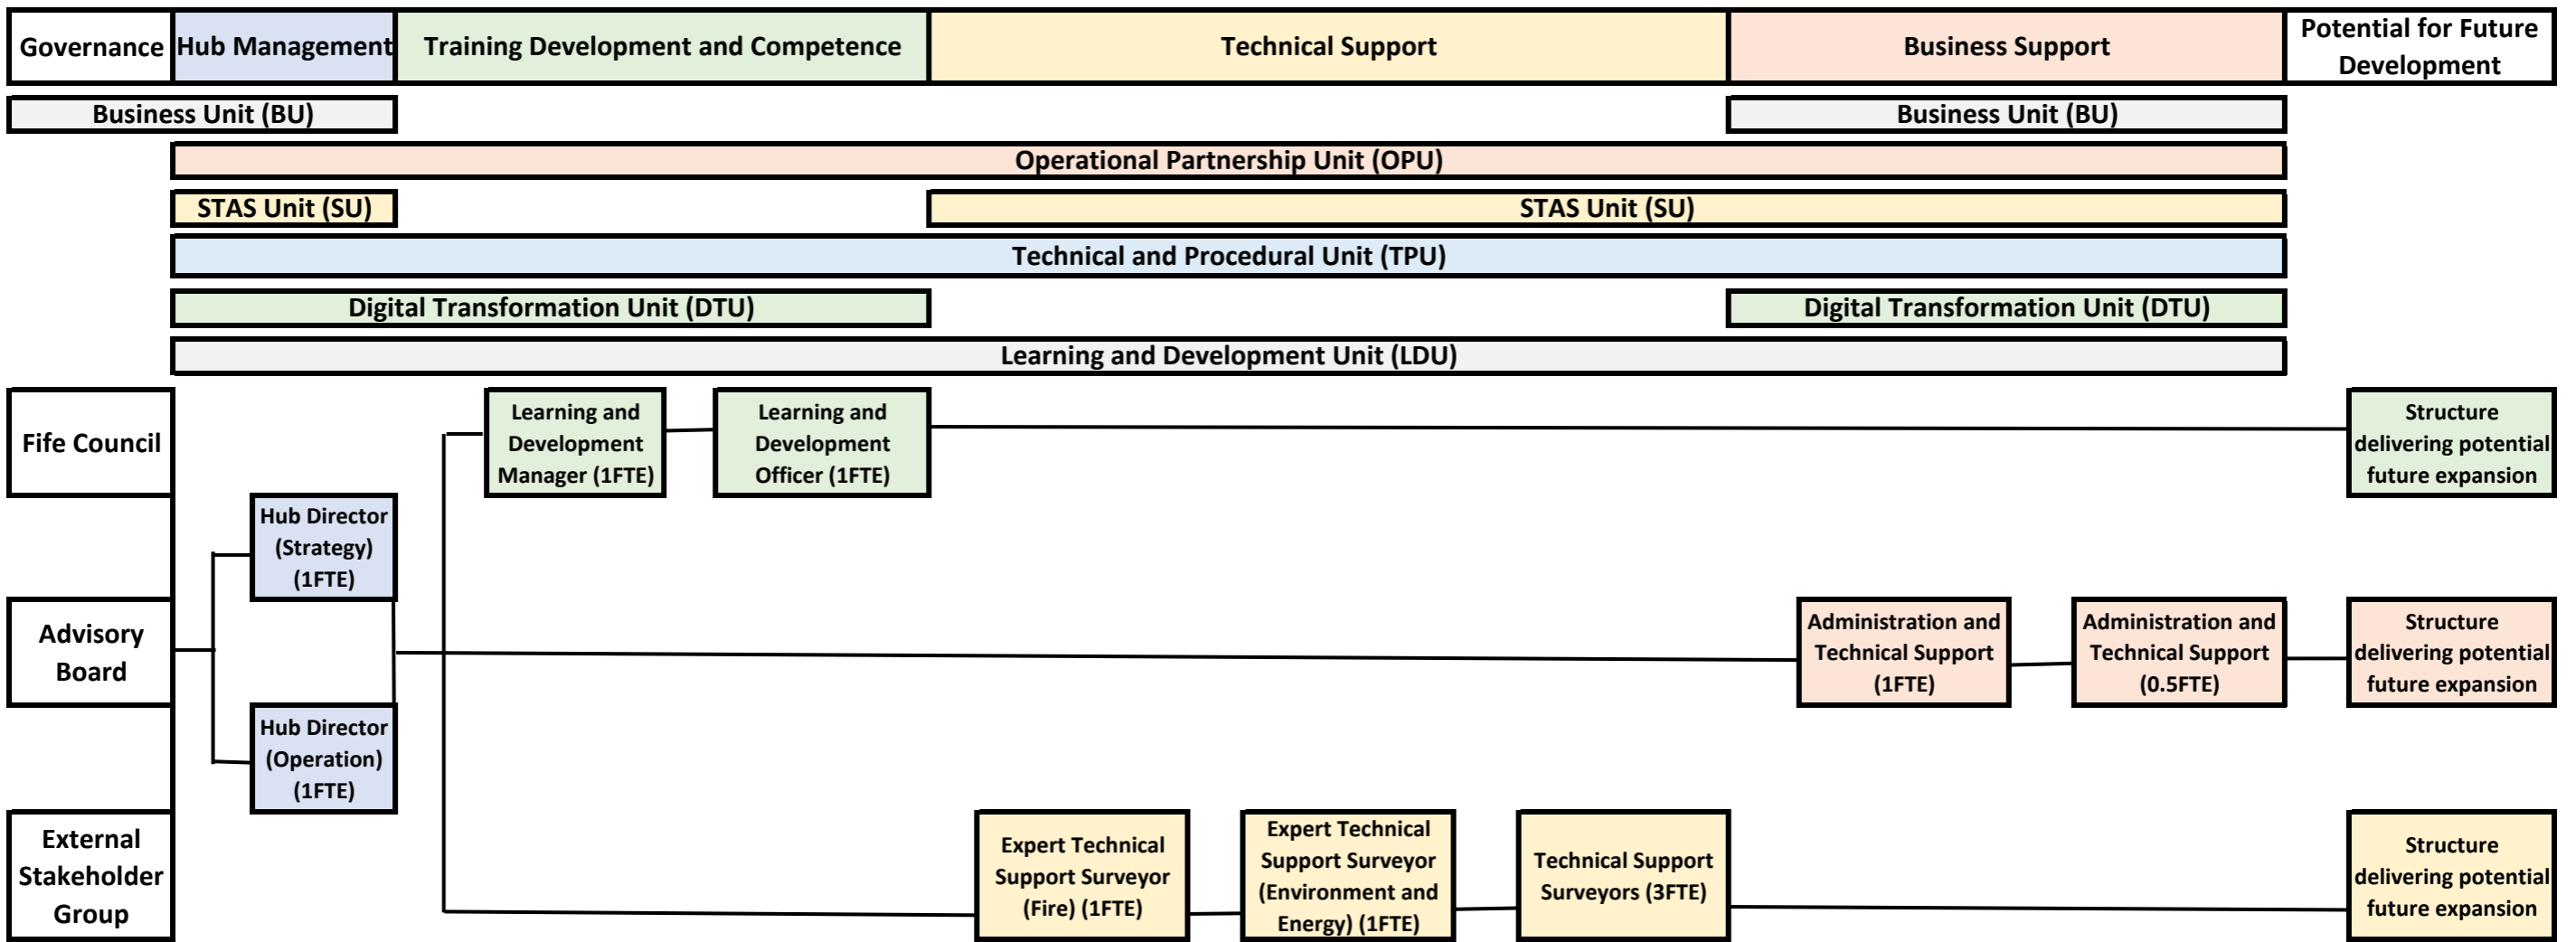 Governance
Hub Management
Training Development and Competence
Technical Support
Business Support
Potential for Future
Development
Business Unit (BU)
Business Unit (BU)
Operational Partnership Unit (OPU)
STAS Unit (SU)
STAS Unit (SU)
Technical and Procedural Unit (TPU)
Digital Transformation Unit (DTU)
Digital Transformation Unit (DTU)
Learning and Development Unit (LDU)
Fife Council
Learning and
Development
Manager (1FTE)
Learning and
Development
Officer (1FTE)
Structure
delivering potential
future expansion
Hub Director
(Strategy)
(1FTE)
Advisory
Board
Administration and
Technical Support
(1FTE)
Administration and
Technical Support
(0.5FTE)
Structure
delivering potential
future expansion
Hub Director
(Operation)
(1FTE)
External
Stakeholder
Group
Expert Technical
Support Surveyor
(Fire) (1FTE)
Expert Technical
Support Surveyor
(Environment and
Energy) (1FTE)
Technical Support
Surveyors (3FTE)
Structure
delivering potential
future expansion